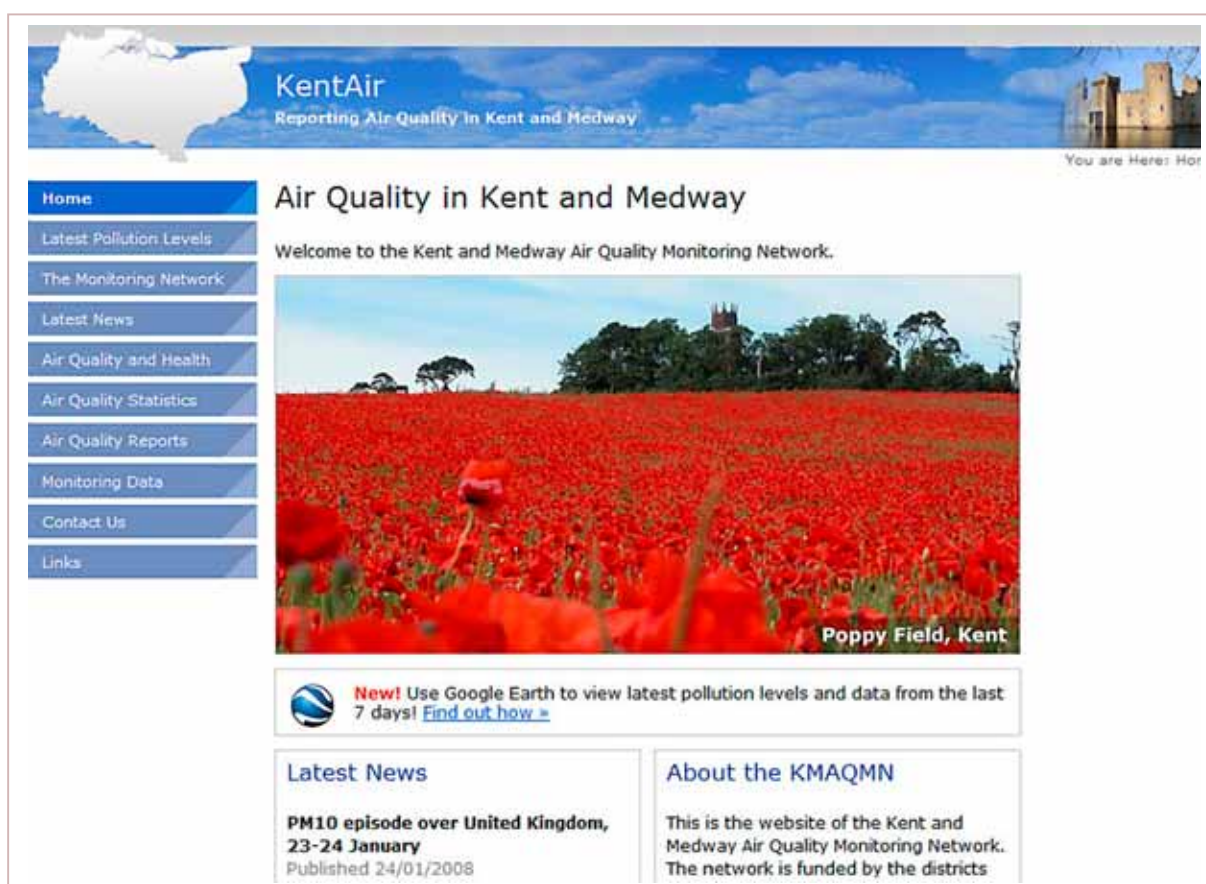 KentAir
Reporting Air Quality in Kent and Medway
You are Here: Hom
Home
Latest Pollution Levels
The Monitoring Network
Latest News
Air Quality and Health
Air Quality Statistics
Air Quality Reports
Monitoring Data
Contact Us
Links
Air Quality in Kent and Medway
Welcome to the Kent and Medway Air Quality Monitoring Network.
Poppy Field, Kent
New! Use Google Earth to view latest pollution levels and data from the last
7 days! Find out how »
Latest News
PM10 episode over United Kingdom,
23-24 January
Published 24/01/2008
About the KMAQMN
This is the website of the Kent and
Medway Air Quality Monitoring Network.
The network is funded by the districts